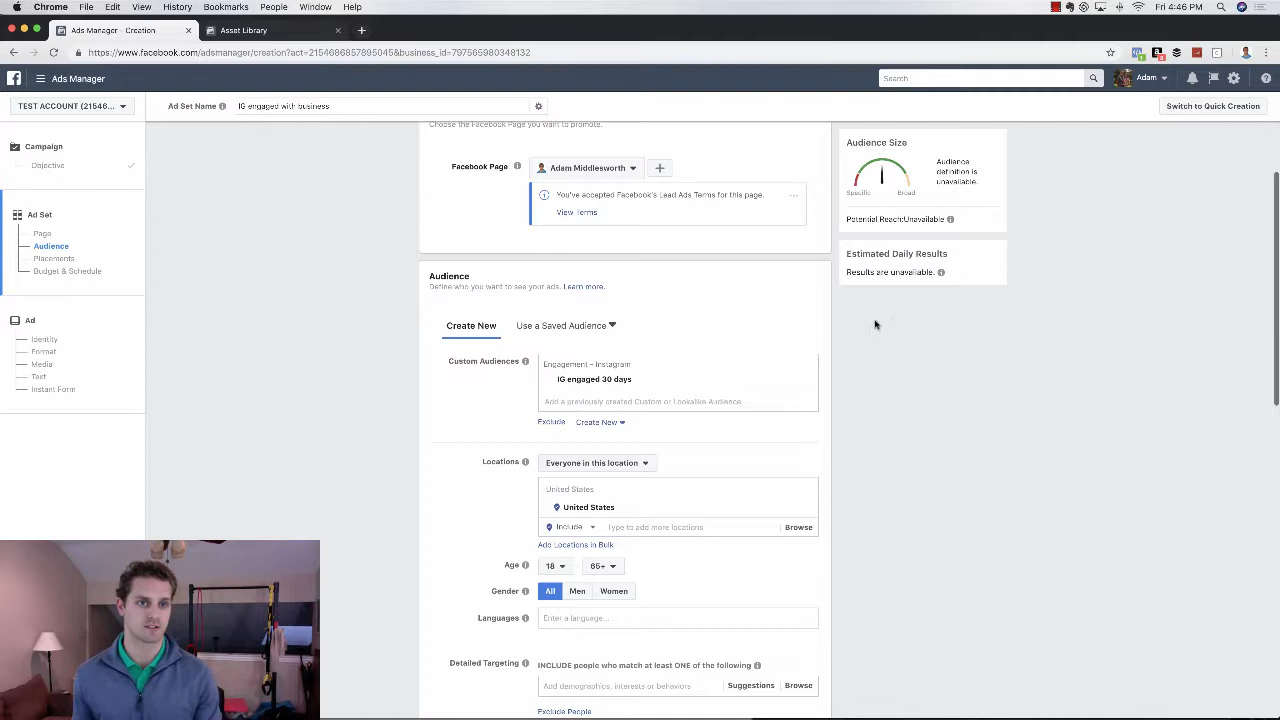 Chrome File Edit View History Bookmarks People Window Help
Fri 4:46 PM
Ads Manager - Creation
Asset Library
https://www.facebook.com/adsmanager/creation?act=2154686857895045&business_id=797565980348132
Ads Manager
Search
Adam
TEST ACCOUNT (21546...
Ad Set Name
IG engaged with business
Switch to Quick Creation
Campaign
Objective
Ad Set
Page
Audience
Placements
Budget & Schedule
Ad
Identity
Format
Media
Text
Instant Form
Choose the Facebook Page you want to promote.
Facebook Page
Adam Middlesworth
You've accepted Facebook's Lead Ads Terms for this page.
View Terms
Audience
Define who you want to see your ads. Learn more.
Create New
Use a Saved Audience
Custom Audiences
Engagement - Instagram
IG engaged 30 days
Add a previously created Custom or Lookalike Audience
Exclude
Create New
Locations
Everyone in this location
United States
United States
Include
Type to add more locations
Browse
Add Locations in Bulk
Age
18
65+
Gender
All
Men
Women
Languages
Enter a language...
Detailed Targeting
INCLUDE people who match at least ONE of the following
Add demographics, interests or behaviors
Suggestions
Browse
Exclude People
Audience Size
Specific
Broad
Audience
definition is
unavailable.
Potential Reach:Unavailable
Estimated Daily Results
Results are unavailable.